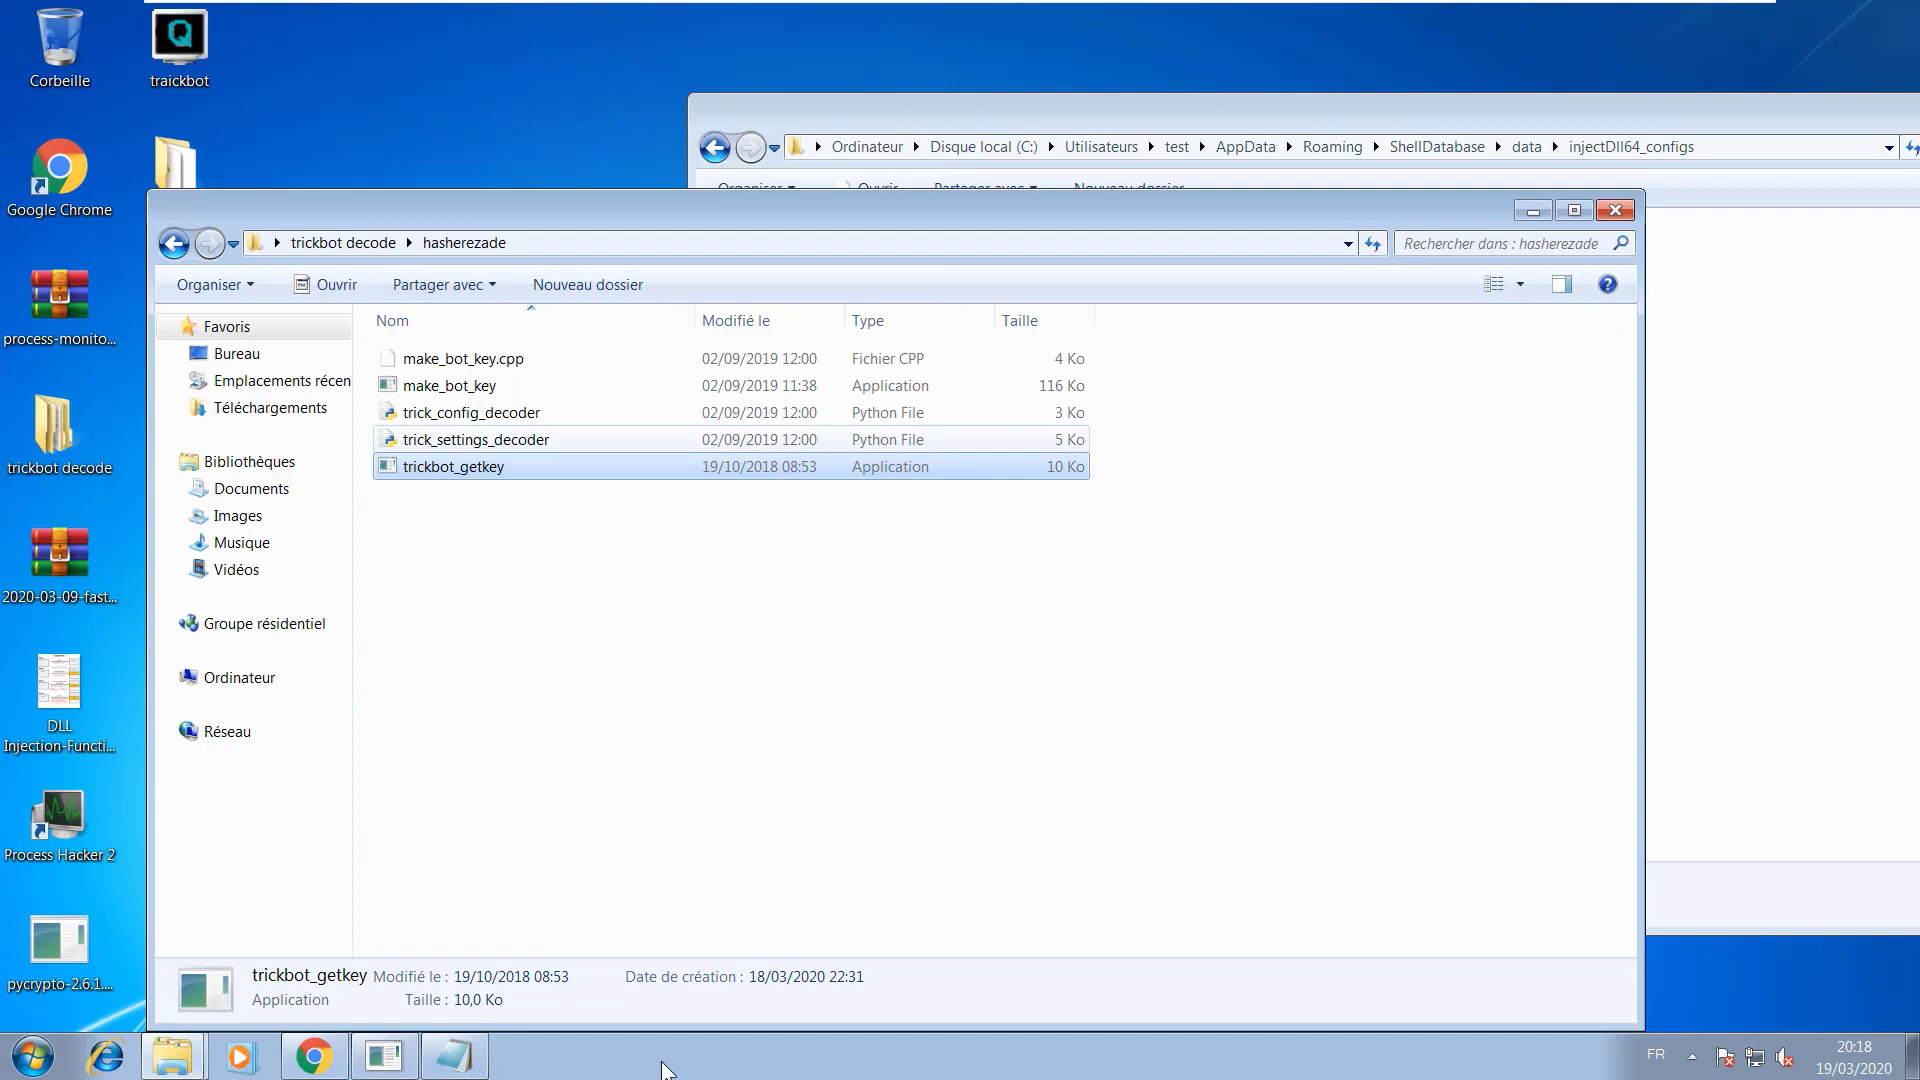 Corbeille
traickbot
Google Chrome
process-monito...
trickbot decode
2020-03-09-fast...
DLL
Injection-Functi...
Process Hacker 2
pycrypto-2.6.1....
Ordinateur
Disque local (C:)
Utilisateurs
test
AppData
Roaming
ShellDatabase
data
injectDll64_configs
Organiser
Ouvrir
Partager avec
Nouveau dossier
trickbot decode
hasherezade
Rechercher dans : hasherezade
Organiser
Ouvrir
Partager avec
Nouveau dossier
Favoris
Bureau
Emplacements récen
Téléchargements
Bibliothèques
Documents
Images
Musique
Vidéos
Groupe résidentiel
Ordinateur
Réseau
Nom Modifié le Type Taille
make_bot_key.cpp 02/09/2019 12:00 Fichier CPP 4 Ko
make_bot_key 02/09/2019 11:38 Application 116 Ko
trick_config_decoder 02/09/2019 12:00 Python File 3 Ko
trick_settings_decoder 02/09/2019 12:00 Python File 5 Ko
trickbot_getkey 19/10/2018 08:53 Application 10 Ko
trickbot_getkey Modifié le : 19/10/2018 08:53 Date de création : 18/03/2020 22:31
Application Taille : 10,0 Ko
FR
20:18
19/03/2020